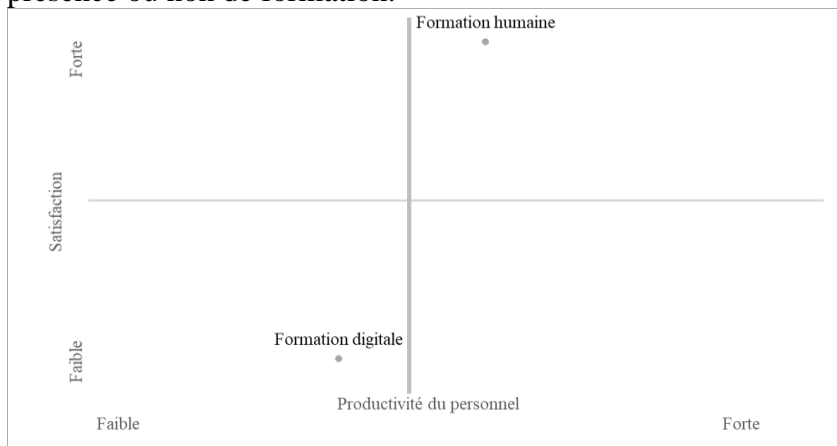 présence ou non de formation.
Formation humaine
Forte
Satisfaction
Formation digitale
Faible
Productivité du personnel
Faible
Forte